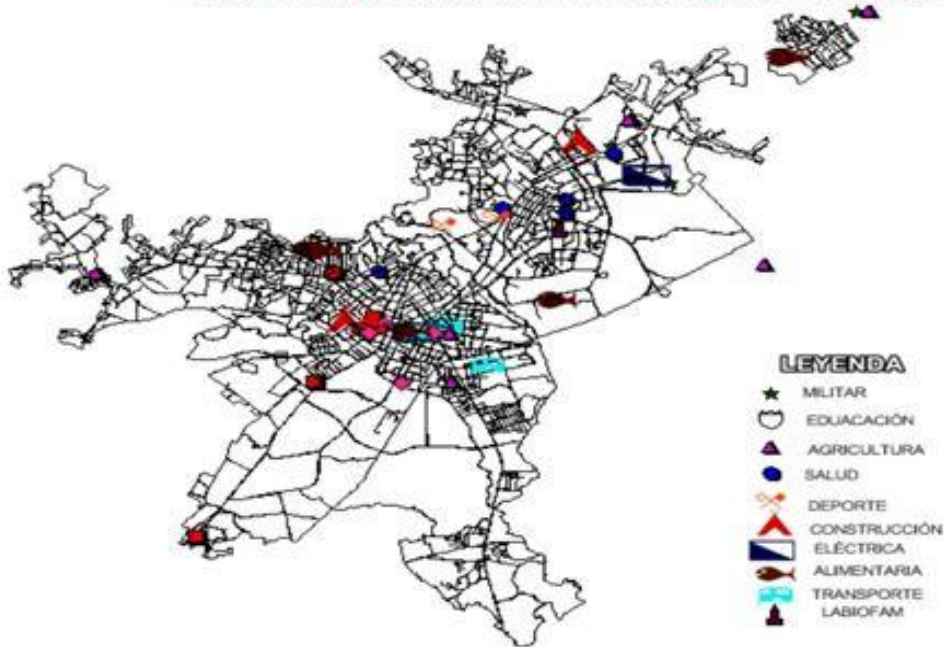 LEYENDA
MILITAR
EDUACACIÓN
AGRICULTURA
SALUD
DEPORTE
CONSTRUCCIÓN
ELÉCTRICA
ALIMENTARIA
TRANSPORTE
LABIOFAM